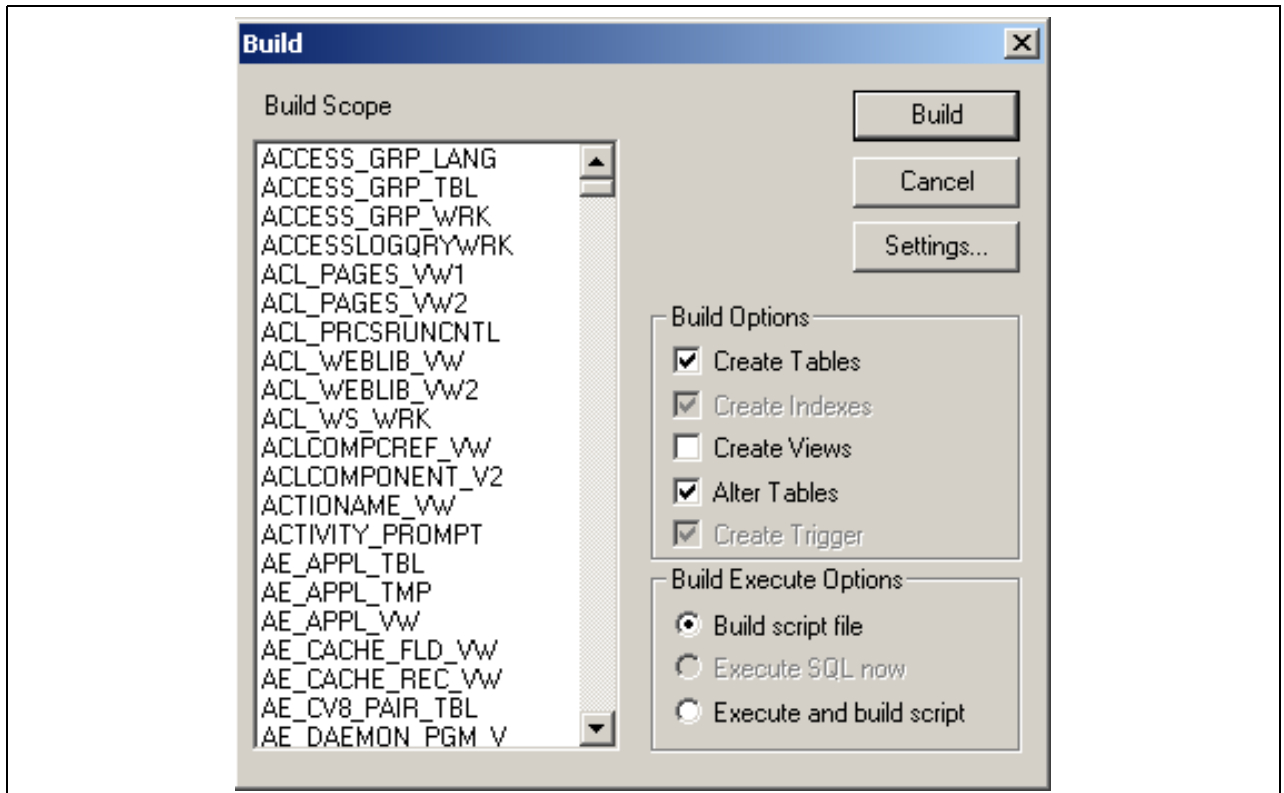 Build
Build Scope
ACCESS_GRP_LANG
ACCESS_GRP_TBL
ACCESS_GRP_WRK
ACCESSLOGQRYWRK
ACL_PAGES_VW1
ACL_PAGES_VW2
ACL_PRCSRUNCNTL
ACL_WEBLIB_VW
ACL_WEBLIB_VW2
ACL_WS_WRK
ACLCOMPCREF_VW
ACLCOMPONENT_V2
ACTIONAME_VW
ACTIVITY_PROMPT
AE_APPL_TBL
AE_APPL_TMP
AE_APPL_VW
AE_CACHE_FLD_VW
AE_CACHE_REC_VW
AE_CV8_PAIR_TBL
AE_DAEMON_PGM_V
Build
Cancel
Settings...
Build Options
Create Tables
Create Indexes
Create Views
Alter Tables
Create Trigger
Build Execute Options
Build script file
Execute SQL now
Execute and build script